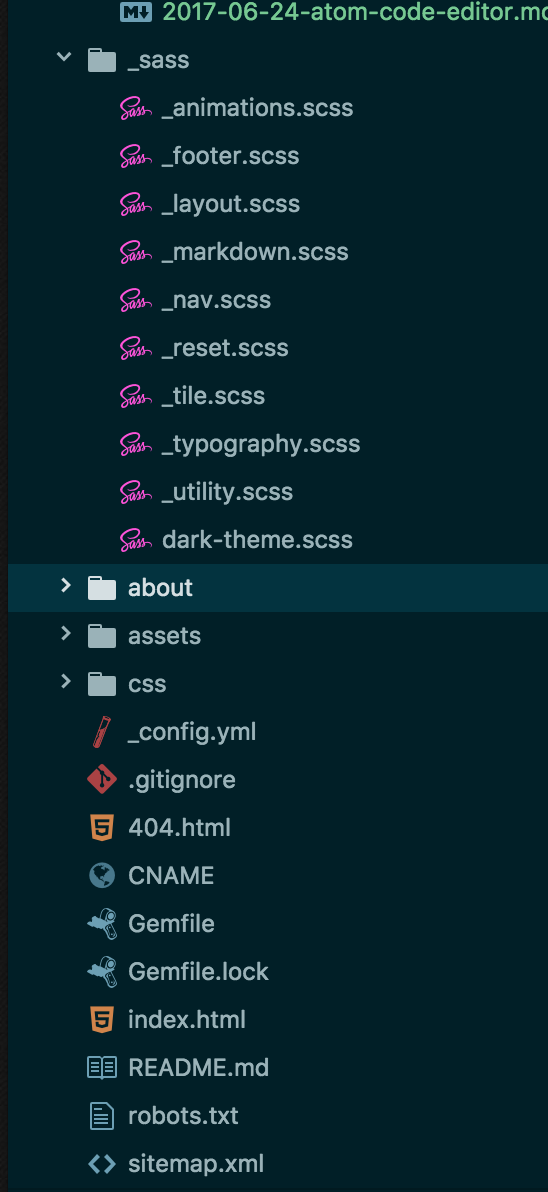 2017-06-24-atom-code-editor.md
_sass
_animations.scss
_footer.scss
_layout.scss
_markdown.scss
_nav.scss
_reset.scss
_tile.scss
_typography.scss
_utility.scss
dark-theme.scss
about
assets
css
_config.yml
.gitignore
404.html
CNAME
Gemfile
Gemfile.lock
index.html
README.md
robots.txt
sitemap.xml